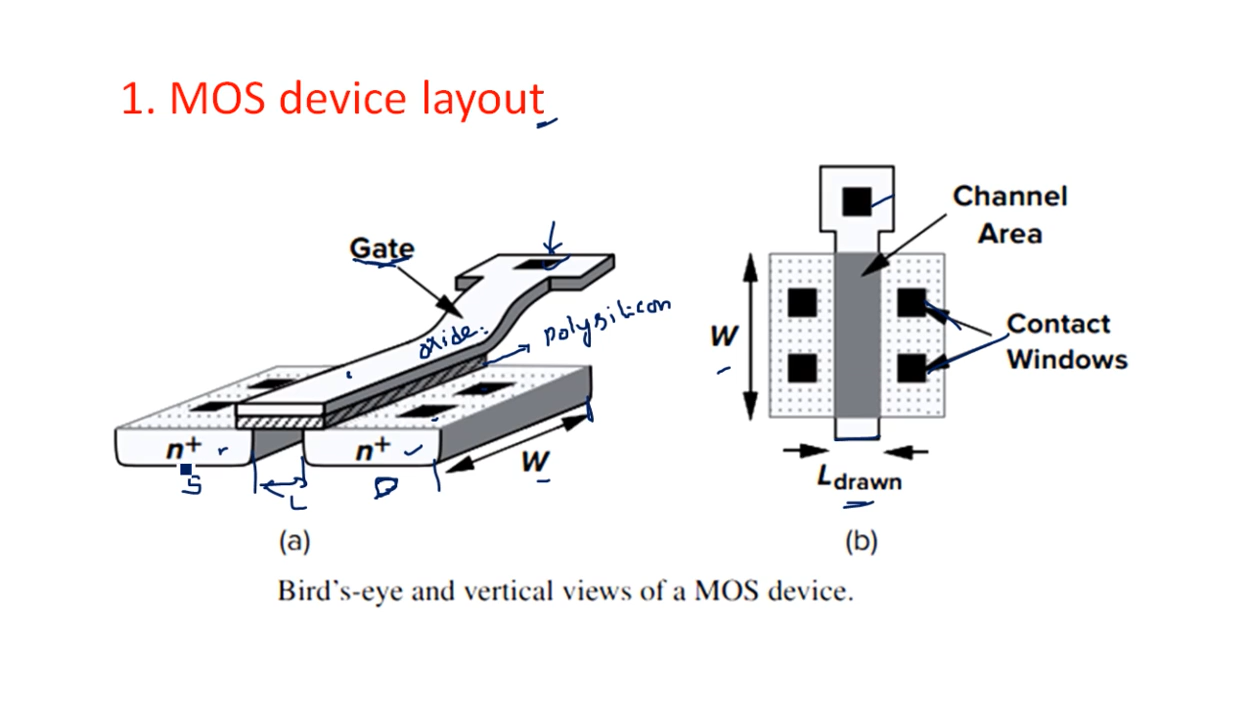 1. MOS device layout
Gate
oxide
polysilicon
n+
n+
S
L
D
W
(a)
Channel
Area
W
Contact
Windows
Ldrawn
(b)
Bird's-eye and vertical views of a MOS device.